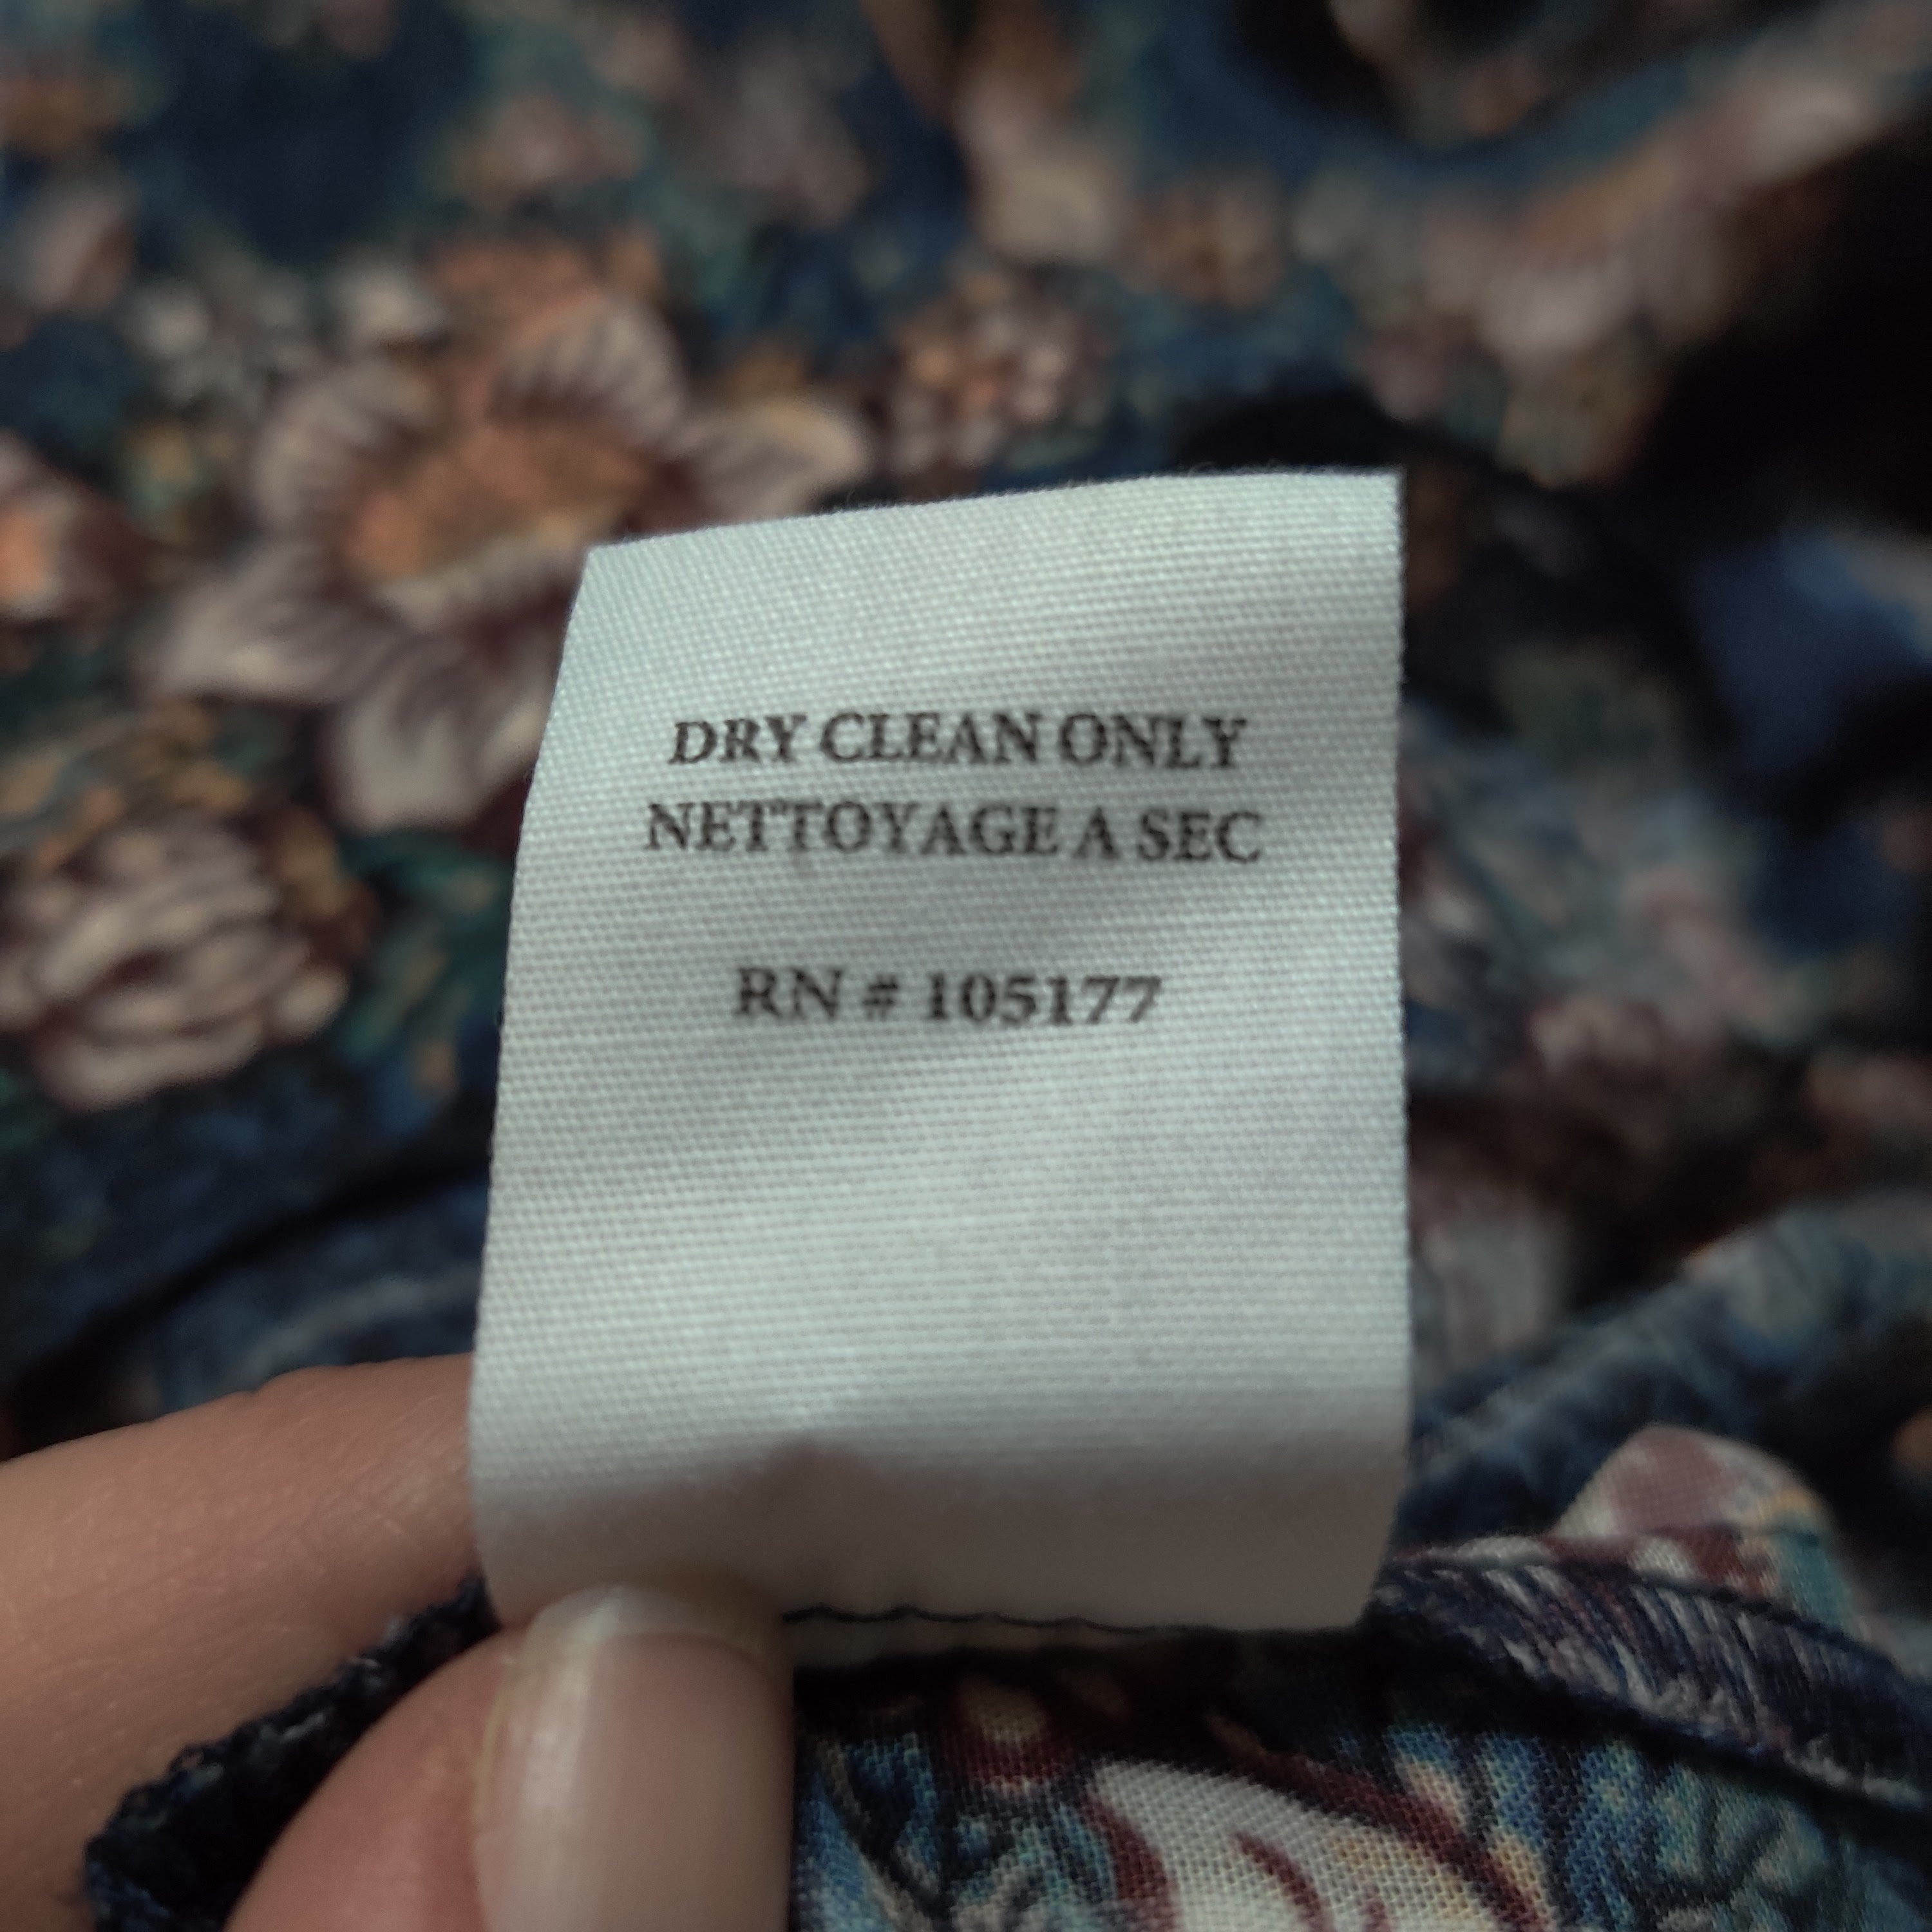 DRY CLEAN ONLY
NETTOYAGE A SEC
RN # 105177